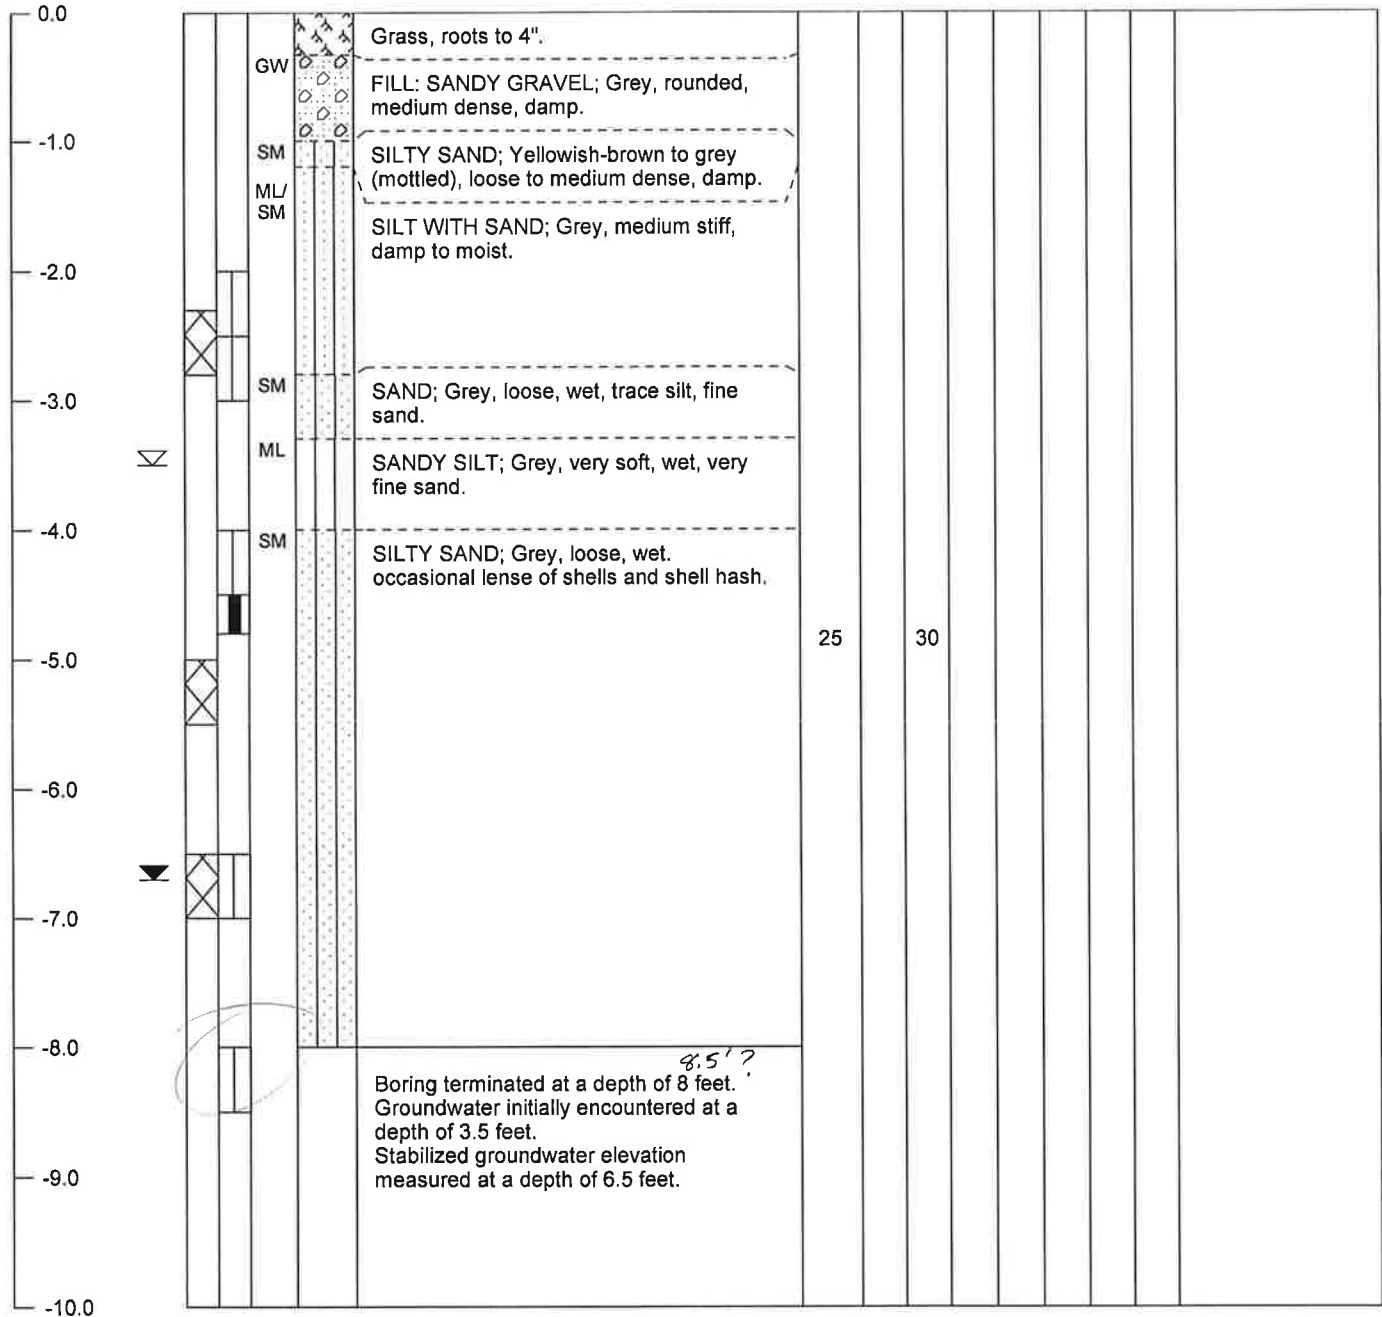 0.0
Grass, roots to 4".
GW
FILL: SANDY GRAVEL; Grey, rounded,
medium dense, damp.
-1.0
SM
SILTY SAND; Yellowish-brown to grey
(mottled), loose to medium dense, damp.
ML/
SM
SILT WITH SAND; Grey, medium stiff,
damp to moist.
-2.0
SM
SAND; Grey, loose, wet, trace silt, fine
sand.
-3.0
ML
SANDY SILT; Grey, very soft, wet, very
fine sand.
-4.0
SM
SILTY SAND; Grey, loose, wet.
occasional lense of shells and shell hash.
25 30
-5.0
-6.0
-7.0
-8.0
8.5'?
Boring terminated at a depth of 8 feet.
Groundwater initially encountered at a
depth of 3.5 feet.
Stabilized groundwater elevation
measured at a depth of 6.5 feet.
-9.0
-10.0